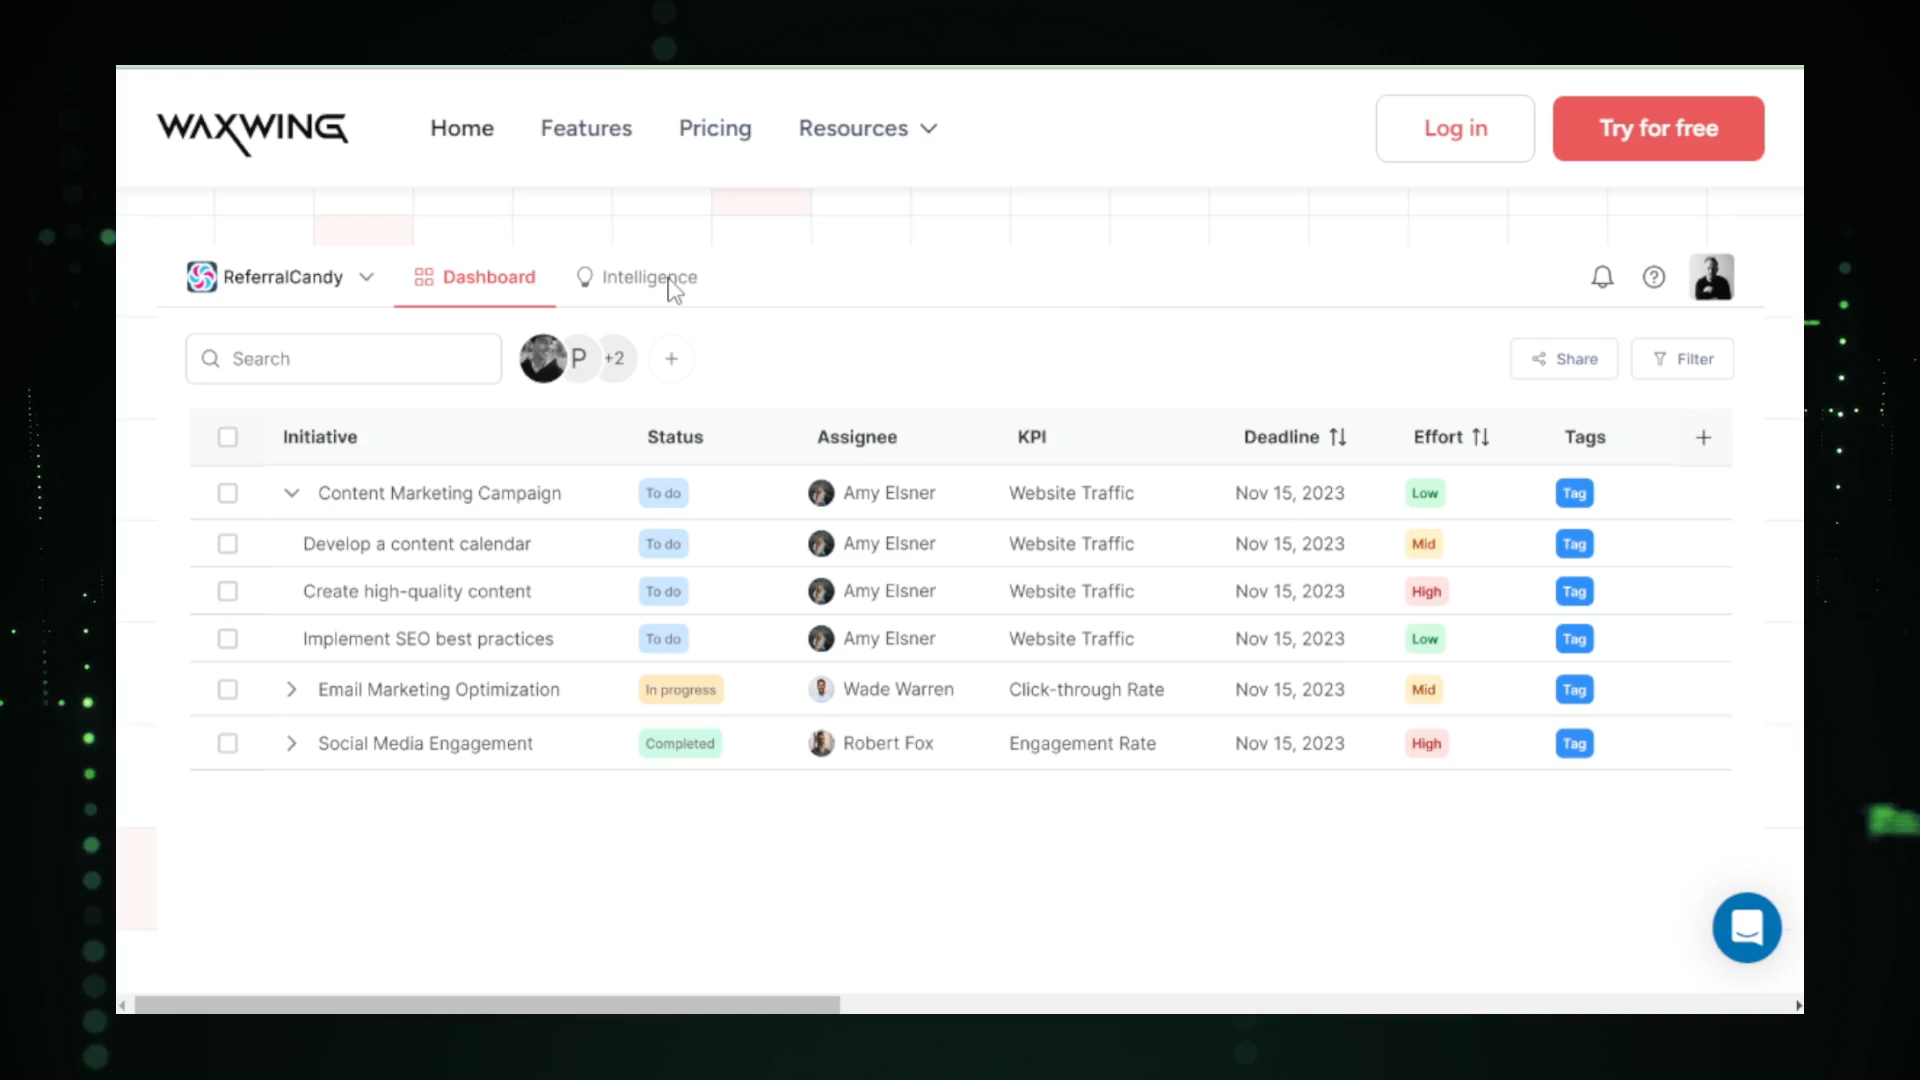 WAXWING Home Features Pricing Resources Log in Try for free
ReferralCandy Dashboard Intelligence
Search P +2 + Share Filter
Initiative Status Assignee KPI Deadline Effort Tags +
Content Marketing Campaign To do Amy Elsner Website Traffic Nov 15, 2023 Low Tag
Develop a content calendar To do Amy Elsner Website Traffic Nov 15, 2023 Mid Tag
Create high-quality content To do Amy Elsner Website Traffic Nov 15, 2023 High Tag
Implement SEO best practices To do Amy Elsner Website Traffic Nov 15, 2023 Low Tag
Email Marketing Optimization In progress Wade Warren Click-through Rate Nov 15, 2023 Mid Tag
Social Media Engagement Completed Robert Fox Engagement Rate Nov 15, 2023 High Tag